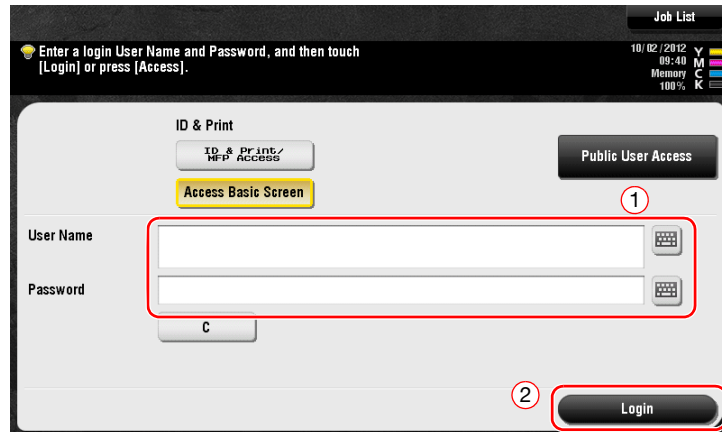 Job List
Enter a login User Name and Password, and then touch
[Login] or press [Access].
10/02/2012
09:40
Memory
100%
Y
M
C
K
ID & Print
ID & Print/
MFP Access
Public User Access
Access Basic Screen
1
User Name
Password
C
2
Login